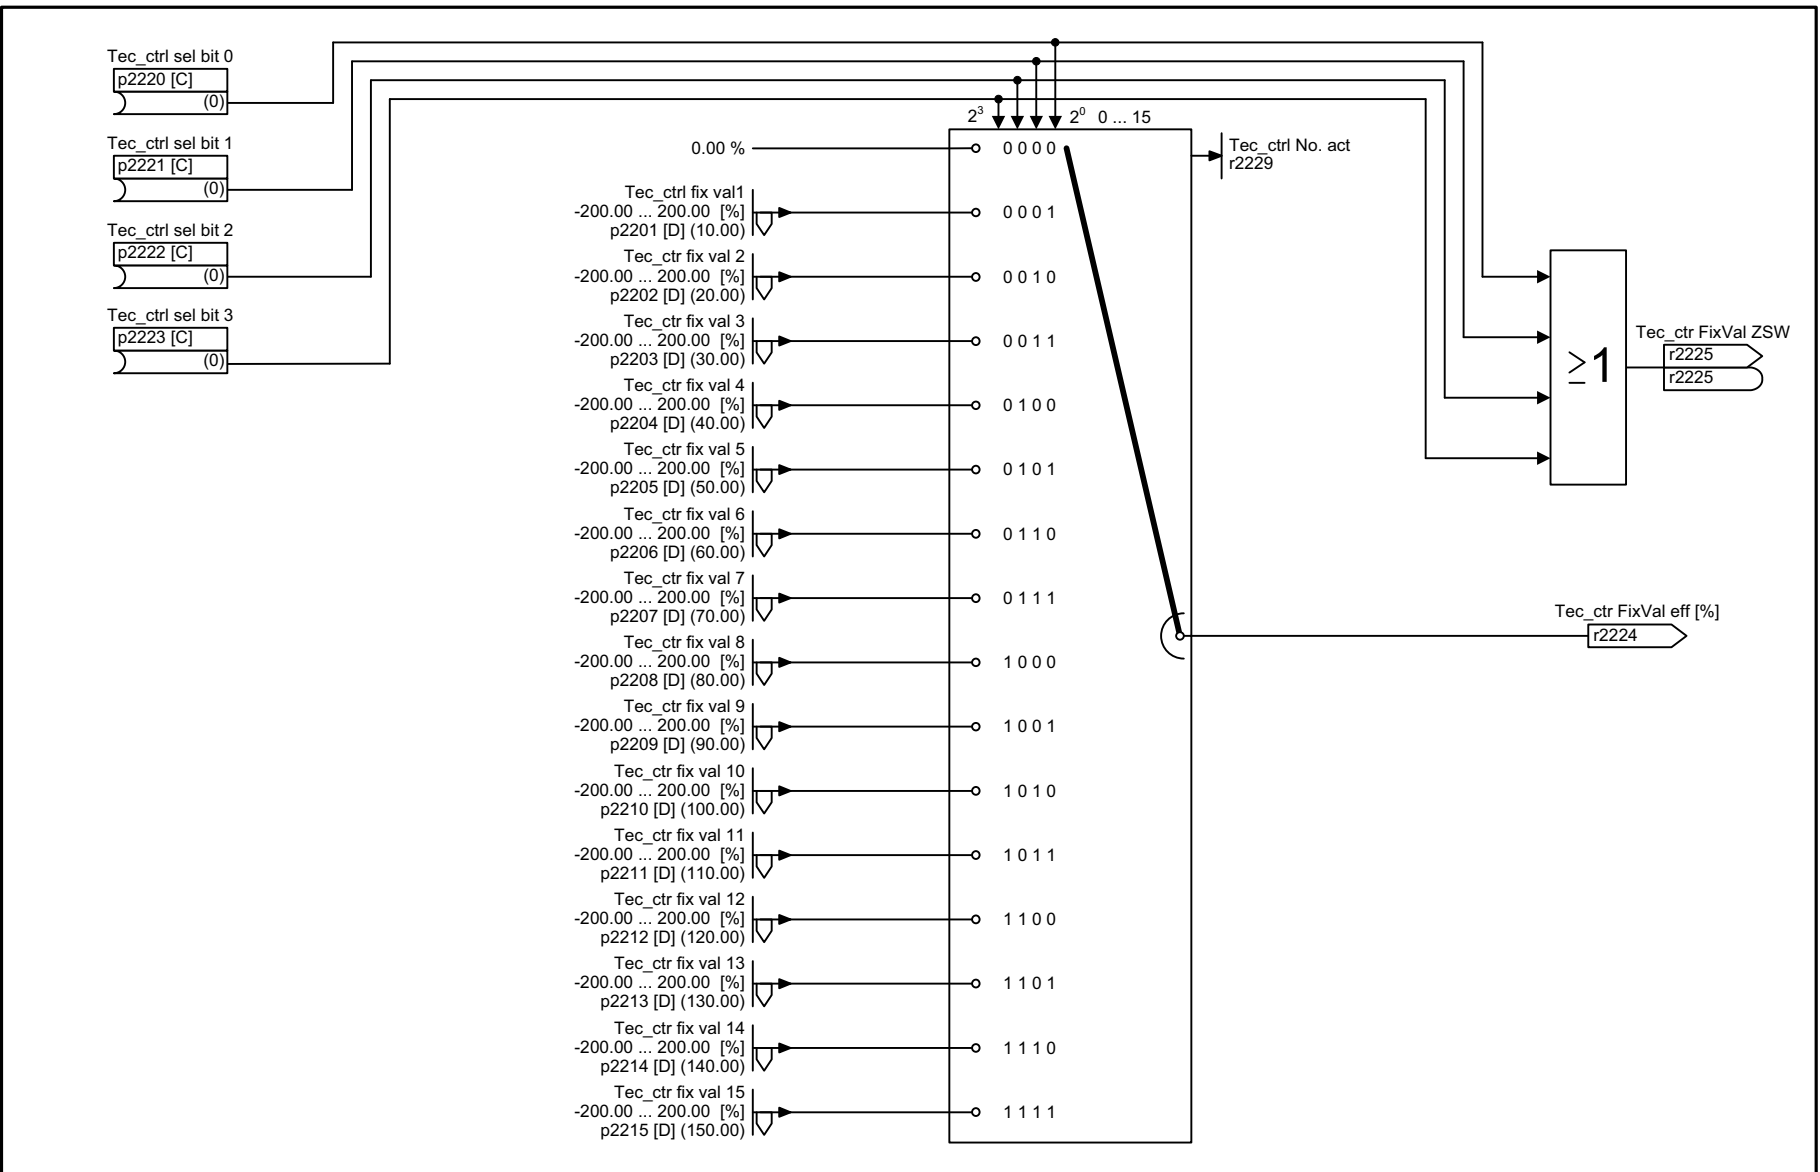 Tec_ctrl sel bit 0
p2220 [C]
(0)
Tec_ctrl sel bit 1
p2221 [C]
(0)
Tec_ctrl sel bit 2
p2222 [C]
(0)
Tec_ctrl sel bit 3
p2223 [C]
(0)
2³ 2⁰ 0 ... 15
0.00 % 0 0 0 0
Tec_ctrl No. act
r2229
Tec_ctrl fix val1
-200.00 ... 200.00 [%] 0 0 0 1
p2201 [D] (10.00)
Tec_ctr fix val 2
-200.00 ... 200.00 [%] 0 0 1 0
p2202 [D] (20.00)
Tec_ctr fix val 3
-200.00 ... 200.00 [%] 0 0 1 1
p2203 [D] (30.00)
Tec_ctr fix val 4
-200.00 ... 200.00 [%] 0 1 0 0
p2204 [D] (40.00)
Tec_ctr fix val 5
-200.00 ... 200.00 [%] 0 1 0 1
p2205 [D] (50.00)
Tec_ctr fix val 6
-200.00 ... 200.00 [%] 0 1 1 0
p2206 [D] (60.00)
Tec_ctr fix val 7
-200.00 ... 200.00 [%] 0 1 1 1
p2207 [D] (70.00)
Tec_ctr fix val 8
-200.00 ... 200.00 [%] 1 0 0 0
p2208 [D] (80.00)
Tec_ctr fix val 9
-200.00 ... 200.00 [%] 1 0 0 1
p2209 [D] (90.00)
Tec_ctr fix val 10
-200.00 ... 200.00 [%] 1 0 1 0
p2210 [D] (100.00)
Tec_ctr fix val 11
-200.00 ... 200.00 [%] 1 0 1 1
p2211 [D] (110.00)
Tec_ctr fix val 12
-200.00 ... 200.00 [%] 1 1 0 0
p2212 [D] (120.00)
Tec_ctr fix val 13
-200.00 ... 200.00 [%] 1 1 0 1
p2213 [D] (130.00)
Tec_ctr fix val 14
-200.00 ... 200.00 [%] 1 1 1 0
p2214 [D] (140.00)
Tec_ctr fix val 15
-200.00 ... 200.00 [%] 1 1 1 1
p2215 [D] (150.00)
≥1
Tec_ctr FixVal ZSW
r2225
r2225
Tec_ctr FixVal eff [%]
r2224